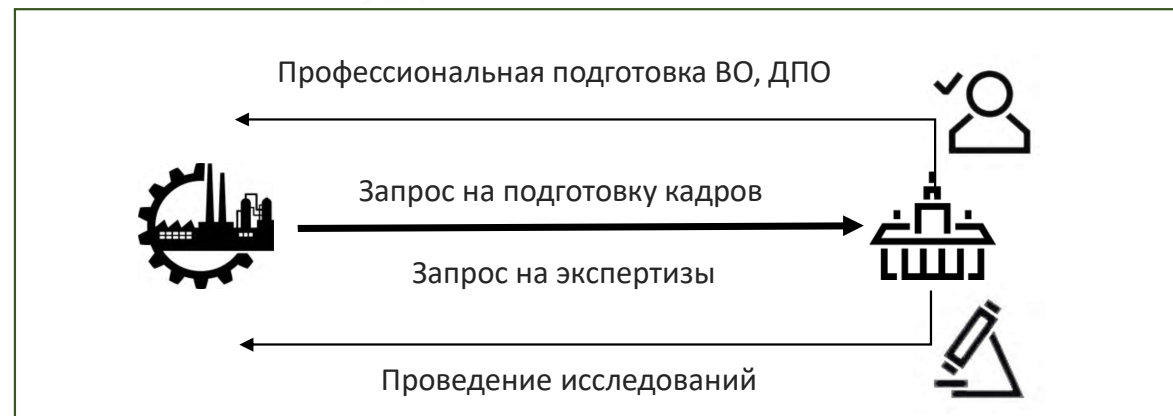 Профессиональная подготовка ВО, ДПО
Запрос на подготовку кадров
Запрос на экспертизы
Проведение исследований